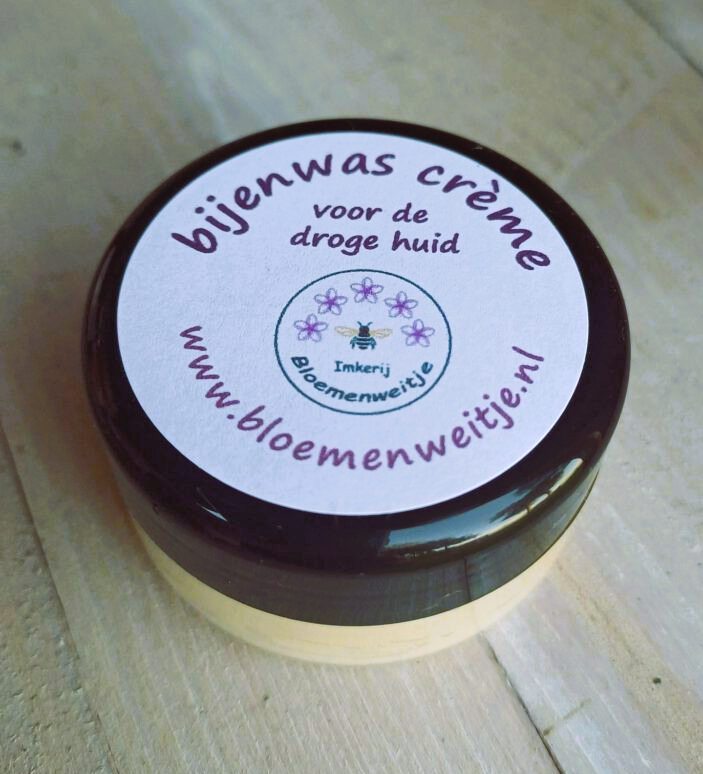 bijenwas crème
voor de
droge huid
Imkerij
Bloemenweitje
www.bloemenweitje.nl